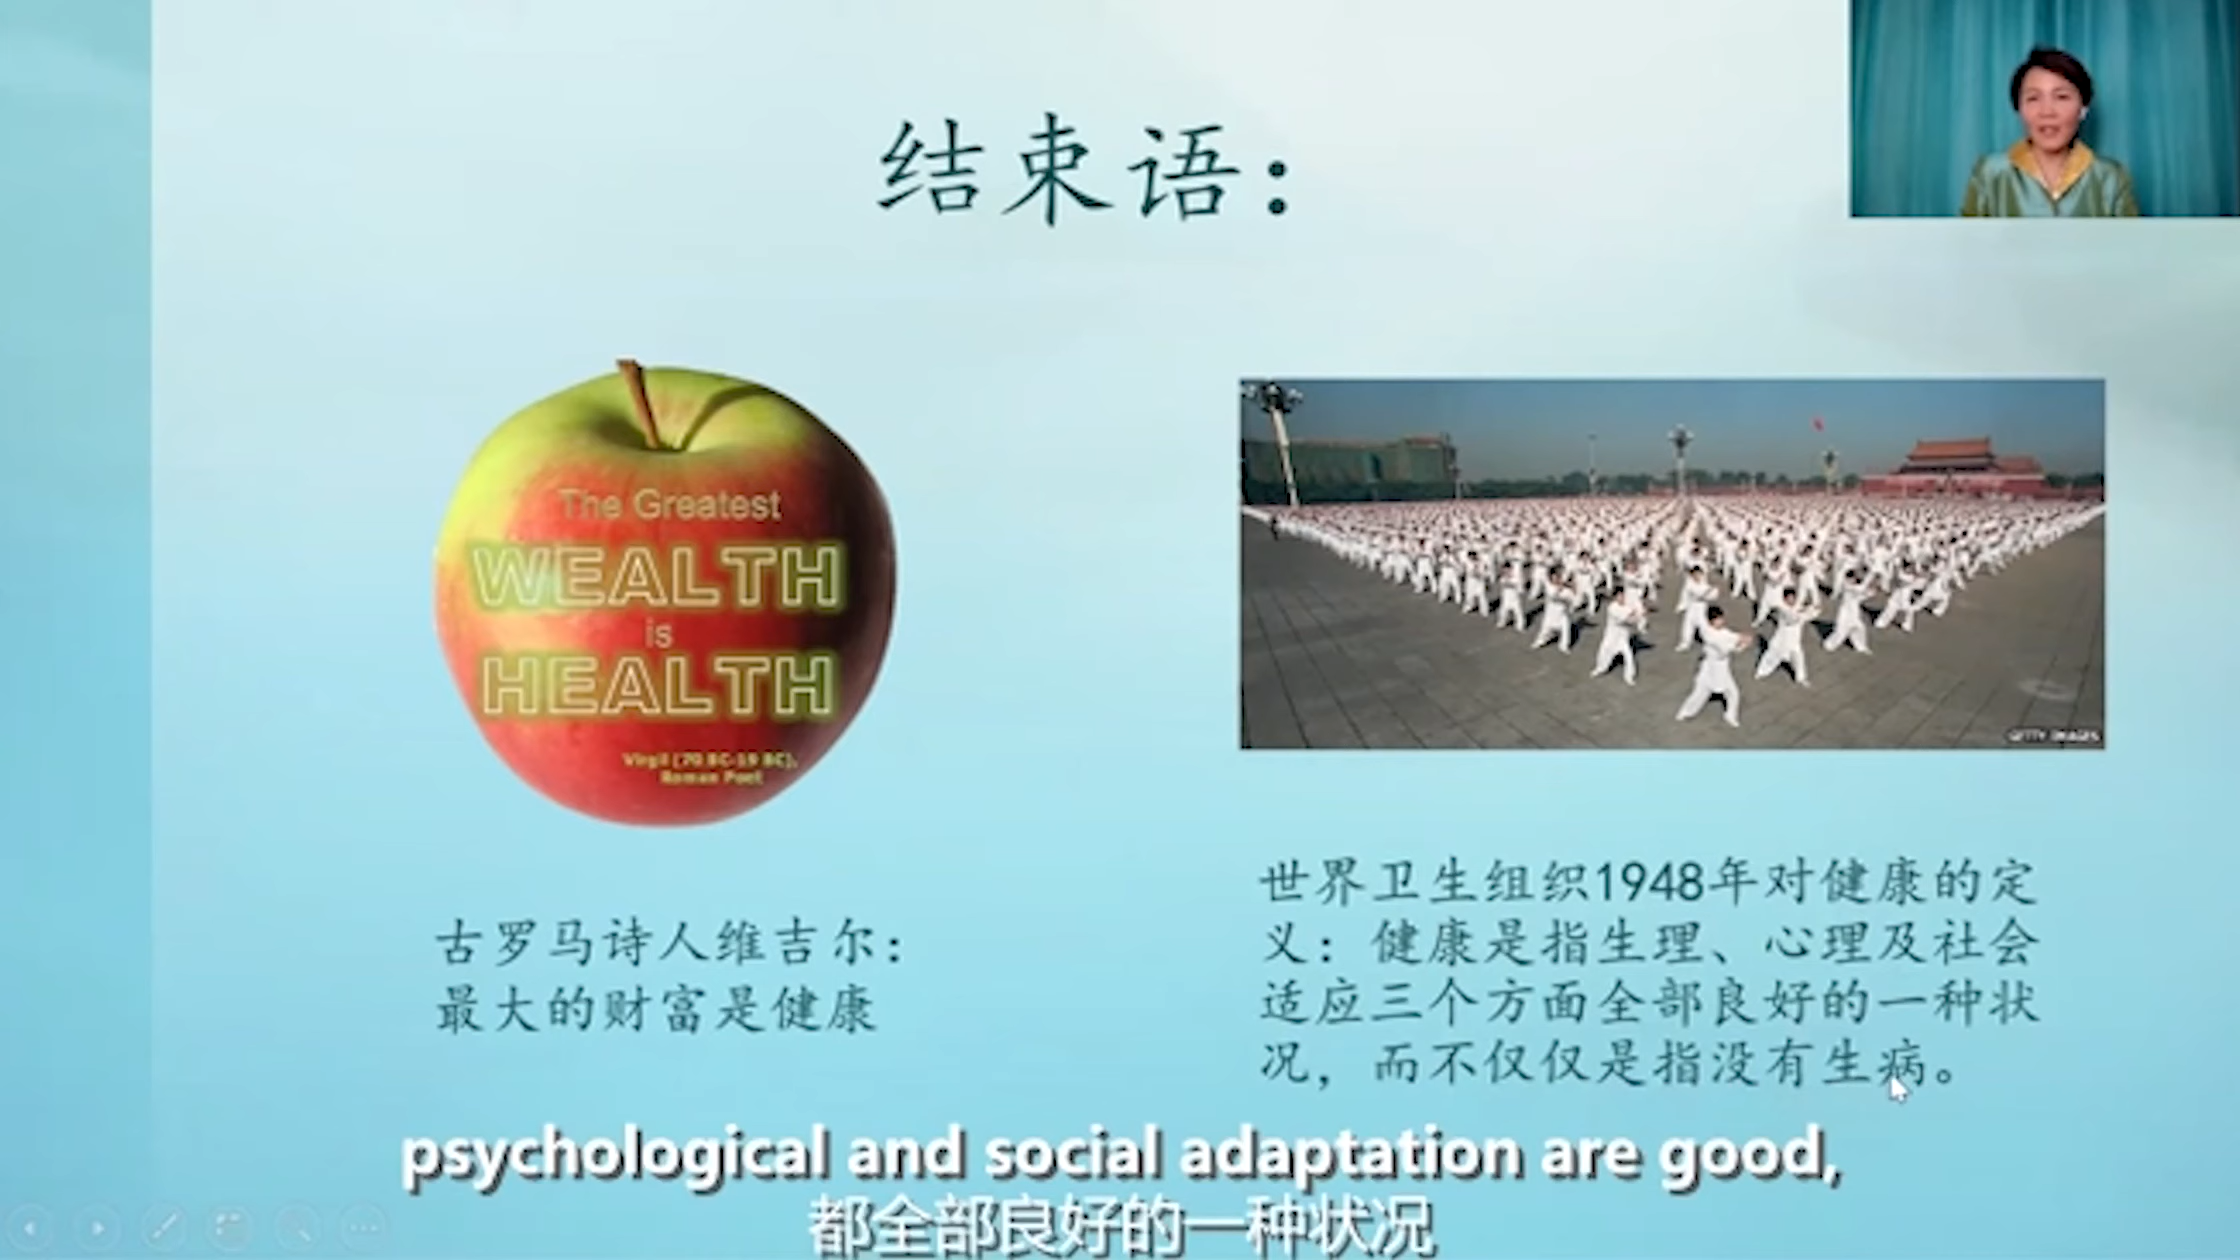 结束语：
The Greatest
WEALTH
is
HEALTH
Virgil (70 BC-19 BC),
Roman Poet
古罗马诗人维吉尔：
最大的财富是健康
GETTY IMAGES
世界卫生组织1948年对健康的定
义：健康是指生理、心理及社会
适应三个方面全部良好的一种状
况，而不仅仅是指没有生病。
psychological and social adaptation are good,
都全部良好的一种状况